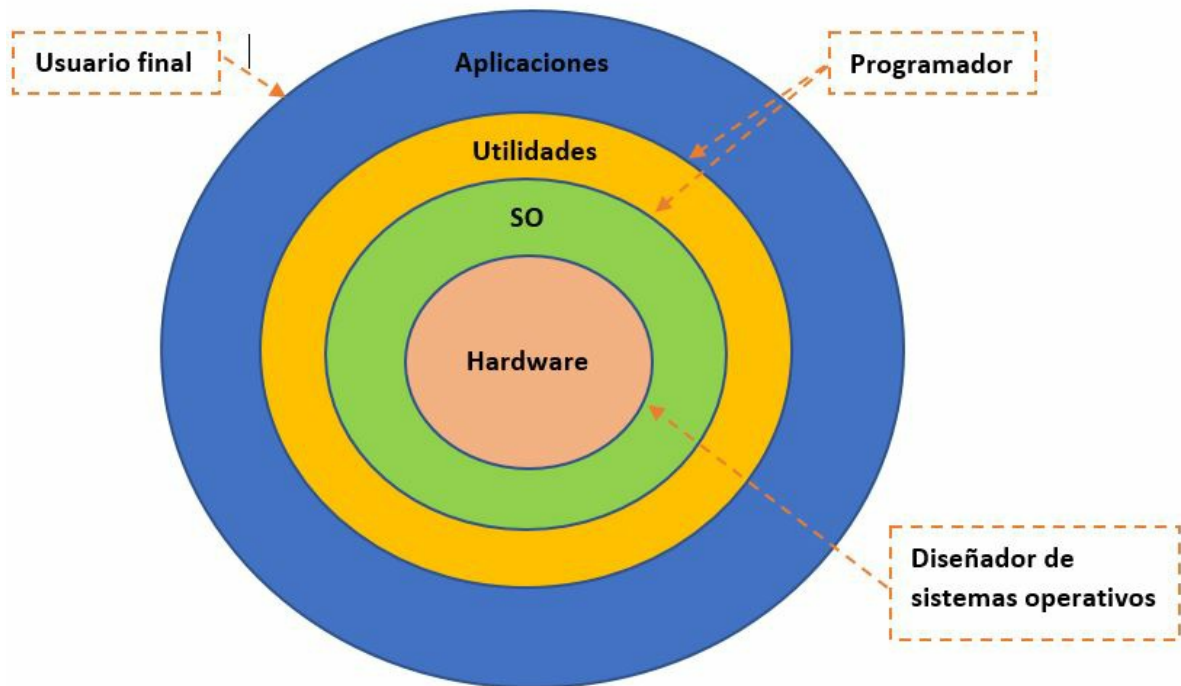 Usuario final
Aplicaciones
Programador
Utilidades
SO
Hardware
Diseñador de
sistemas operativos